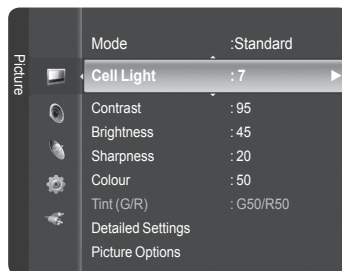 Picture
Mode :Standard
Cell Light : 7
Contrast : 95
Brightness : 45
Sharpness : 20
Colour : 50
Tint (G/R) : G50/R50
Detailed Settings
Picture Options